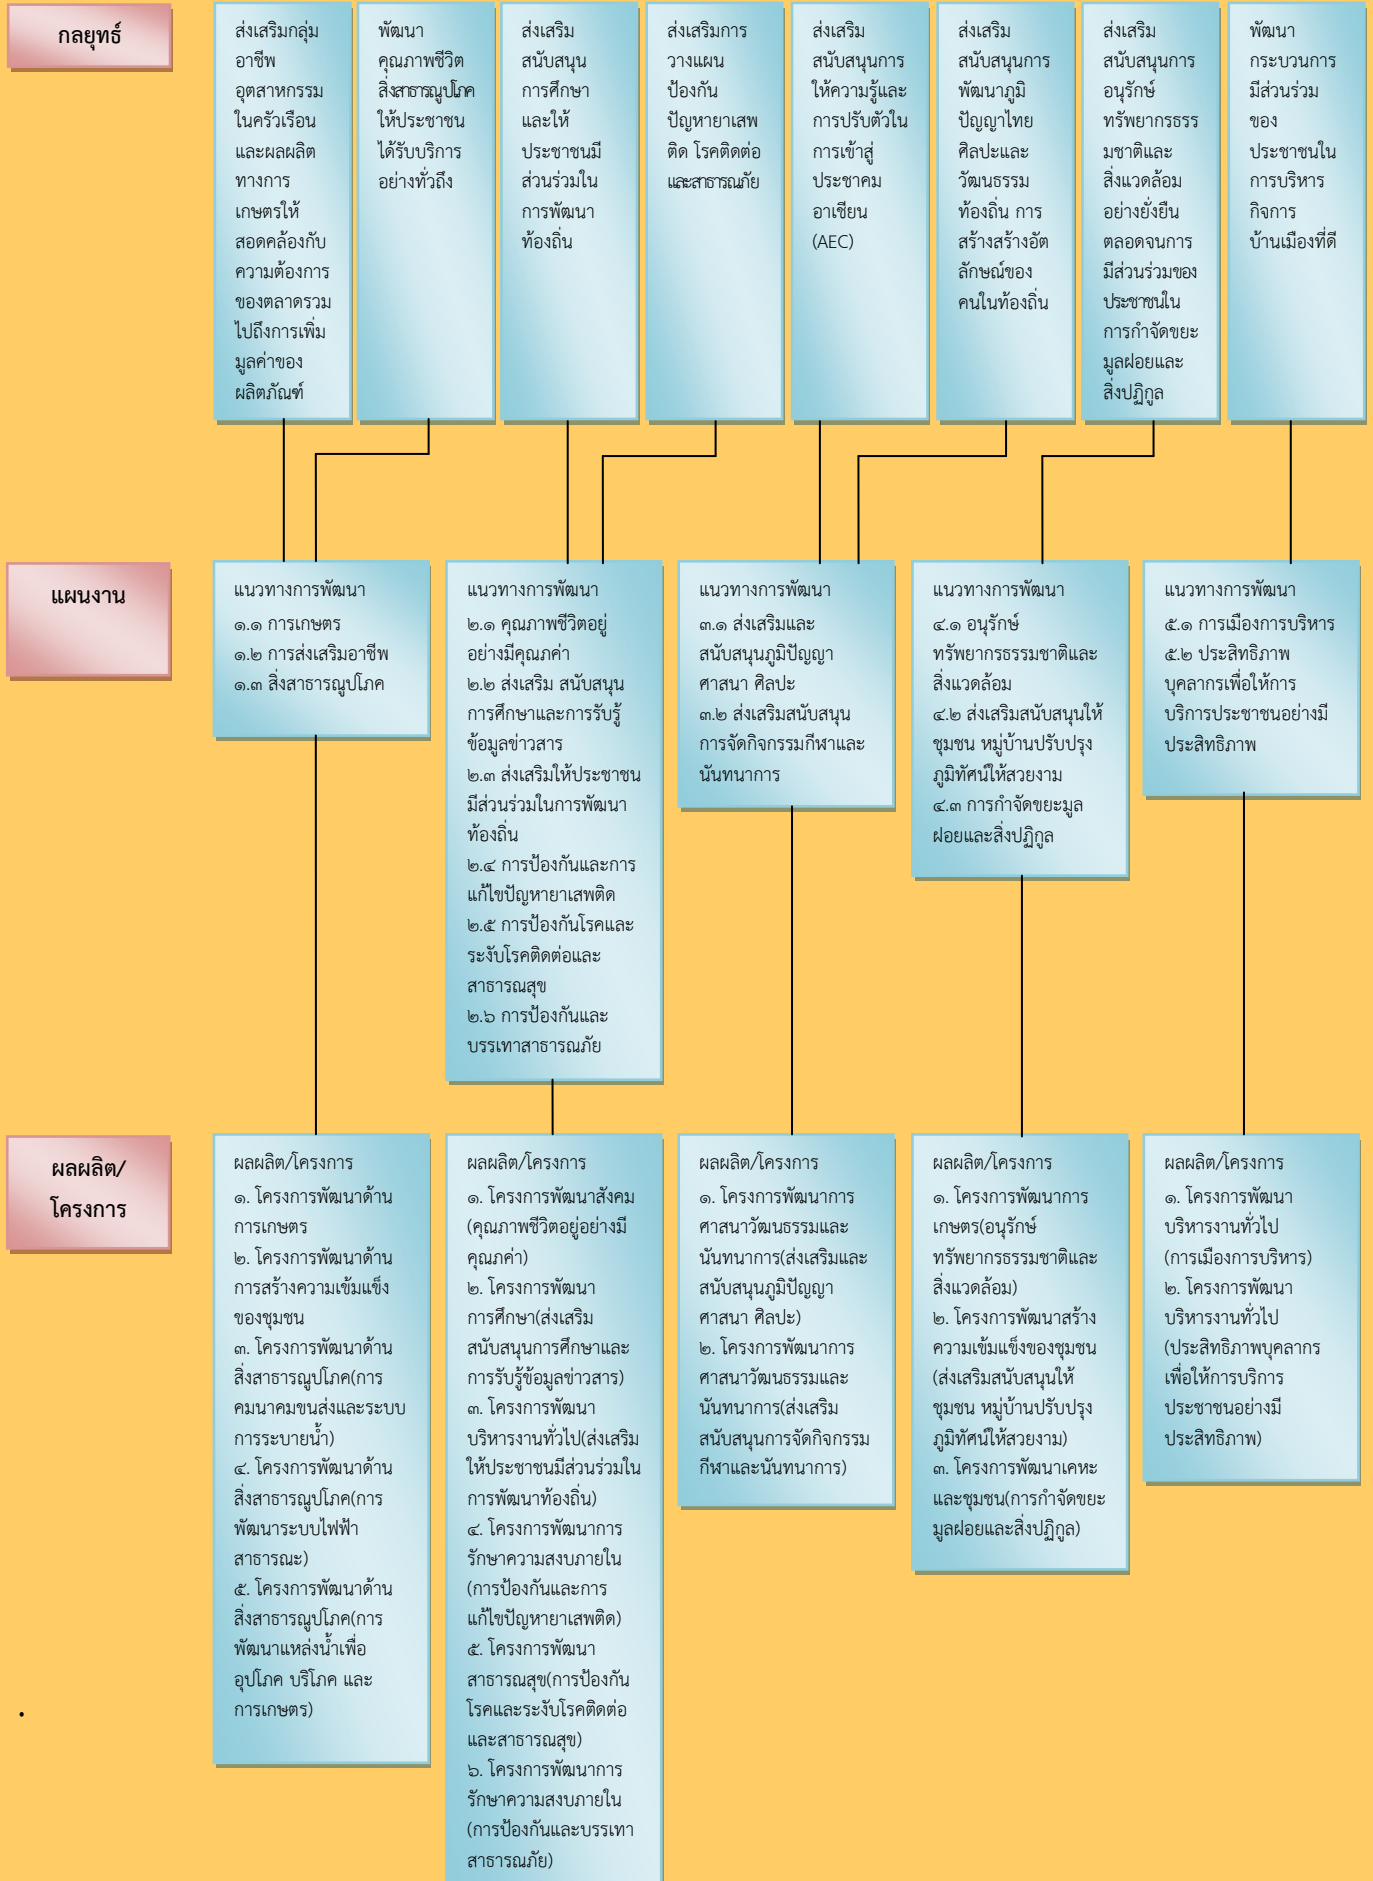 กลยุทธ์
ส่งเสริมกลุ่ม
อาชีพ
อุตสาหกรรม
ในครัวเรือน
และผลผลิต
ทางการ
เกษตรให้
สอดคล้องกับ
ความต้องการ
ของตลาดรวม
ไปถึงการเพิ่ม
มูลค่าของ
ผลิตภัณฑ์
พัฒนา
คุณภาพชีวิต
สิ่งสาธารณูปโภค
ให้ประชาชน
ได้รับบริการ
อย่างทั่วถึง
ส่งเสริม
สนับสนุน
การศึกษา
และให้
ประชาชนมี
ส่วนร่วมใน
การพัฒนา
ท้องถิ่น
ส่งเสริมการ
วางแผน
ป้องกัน
ปัญหายาเสพ
ติด โรคติดต่อ
และสาธารณภัย
ส่งเสริม
สนับสนุนการ
ให้ความรู้และ
การปรับตัวใน
การเข้าสู่
ประชาคม
อาเซียน
(AEC)
ส่งเสริม
สนับสนุนการ
พัฒนาภูมิ
ปัญญาไทย
ศิลปะและ
วัฒนธรรม
ท้องถิ่น การ
สร้างสร้างอัต
ลักษณ์ของ
คนในท้องถิ่น
ส่งเสริม
สนับสนุนการ
อนุรักษ์
ทรัพยากรธรร
มชาติและ
สิ่งแวดล้อม
อย่างยั่งยืน
ตลอดจนการ
มีส่วนร่วมของ
ประชาชนใน
การกำจัดขยะ
มูลฝอยและ
สิ่งปฏิกูล
พัฒนา
กระบวนการ
มีส่วนร่วม
ของ
ประชาชนใน
การบริหาร
กิจการ
บ้านเมืองที่ดี
แผนงาน
แนวทางการพัฒนา
๑.๑ การเกษตร
๑.๒ การส่งเสริมอาชีพ
๑.๓ สิ่งสาธารณูปโภค
แนวทางการพัฒนา
๒.๑ คุณภาพชีวิตอยู่
อย่างมีคุณภค่า
๒.๒ ส่งเสริม สนับสนุน
การศึกษาและการรับรู้
ข้อมูลข่าวสาร
๒.๓ ส่งเสริมให้ประชาชน
มีส่วนร่วมในการพัฒนา
ท้องถิ่น
๒.๔ การป้องกันและการ
แก้ไขปัญหายาเสพติด
๒.๕ การป้องกันโรคและ
ระงับโรคติดต่อและ
สาธารณสุข
๒.๖ การป้องกันและ
บรรเทาสาธารณภัย
แนวทางการพัฒนา
๓.๑ ส่งเสริมและ
สนับสนุนภูมิปัญญา
ศาสนา ศิลปะ
๓.๒ ส่งเสริมสนับสนุน
การจัดกิจกรรมกีฬาและ
นันทนาการ
แนวทางการพัฒนา
๔.๑ อนุรักษ์
ทรัพยากรธรรมชาติและ
สิ่งแวดล้อม
๔.๒ ส่งเสริมสนับสนุนให้
ชุมชน หมู่บ้านปรับปรุง
ภูมิทัศน์ให้สวยงาม
๔.๓ การกำจัดขยะมูล
ฝอยและสิ่งปฏิกูล
แนวทางการพัฒนา
๕.๑ การเมืองการบริหาร
๕.๒ ประสิทธิภาพ
บุคลากรเพื่อให้การ
บริการประชาชนอย่างมี
ประสิทธิภาพ
ผลผลิต/
โครงการ
ผลผลิต/โครงการ
๑. โครงการพัฒนาด้าน
การเกษตร
๒. โครงการพัฒนาด้าน
การสร้างความเข้มแข็ง
ของชุมชน
๓. โครงการพัฒนาด้าน
สิ่งสาธารณูปโภค(การ
คมนาคมขนส่งและระบบ
การระบายน้ำ)
๔. โครงการพัฒนาด้าน
สิ่งสาธารณูปโภค(การ
พัฒนาระบบไฟฟ้า
สาธารณะ)
๕. โครงการพัฒนาด้าน
สิ่งสาธารณูปโภค(การ
พัฒนาแหล่งน้ำเพื่อ
อุปโภค บริโภค และ
การเกษตร)
ผลผลิต/โครงการ
๑. โครงการพัฒนาสังคม
(คุณภาพชีวิตอยู่อย่างมี
คุณภค่า)
๒. โครงการพัฒนา
การศึกษา(ส่งเสริม
สนับสนุนการศึกษาและ
การรับรู้ข้อมูลข่าวสาร)
๓. โครงการพัฒนา
บริหารงานทั่วไป(ส่งเสริม
ให้ประชาชนมีส่วนร่วมใน
การพัฒนาท้องถิ่น)
๔. โครงการพัฒนาการ
รักษาความสงบภายใน
(การป้องกันและการ
แก้ไขปัญหายาเสพติด)
๕. โครงการพัฒนา
สาธารณสุข(การป้องกัน
โรคและระงับโรคติดต่อ
และสาธารณสุข)
๖. โครงการพัฒนาการ
รักษาความสงบภายใน
(การป้องกันและบรรเทา
สาธารณภัย)
ผลผลิต/โครงการ
๑. โครงการพัฒนาการ
ศาสนาวัฒนธรรมและ
นันทนาการ(ส่งเสริมและ
สนับสนุนภูมิปัญญา
ศาสนา ศิลปะ)
๒. โครงการพัฒนาการ
ศาสนาวัฒนธรรมและ
นันทนาการ(ส่งเสริม
สนับสนุนการจัดกิจกรรม
กีฬาและนันทนาการ)
ผลผลิต/โครงการ
๑. โครงการพัฒนาการ
เกษตร(อนุรักษ์
ทรัพยากรธรรมชาติและ
สิ่งแวดล้อม)
๒. โครงการพัฒนาสร้าง
ความเข้มแข็งของชุมชน
(ส่งเสริมสนับสนุนให้
ชุมชน หมู่บ้านปรับปรุง
ภูมิทัศน์ให้สวยงาม)
๓. โครงการพัฒนาเคหะ
และชุมชน(การกำจัดขยะ
มูลฝอยและสิ่งปฏิกูล)
ผลผลิต/โครงการ
๑. โครงการพัฒนา
บริหารงานทั่วไป
(การเมืองการบริหาร)
๒. โครงการพัฒนา
บริหารงานทั่วไป
(ประสิทธิภาพบุคลากร
เพื่อให้การบริการ
ประชาชนอย่างมี
ประสิทธิภาพ)
.